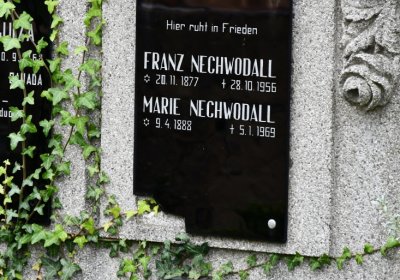 Hier ruht in Frieden
FRANZ NECHWODALL
✩ 20. 11. 1877 ✝ 28. 10. 1956
MARIE NECHWODALL
✩ 9. 4. 1888 ✝ 5. 1. 1969